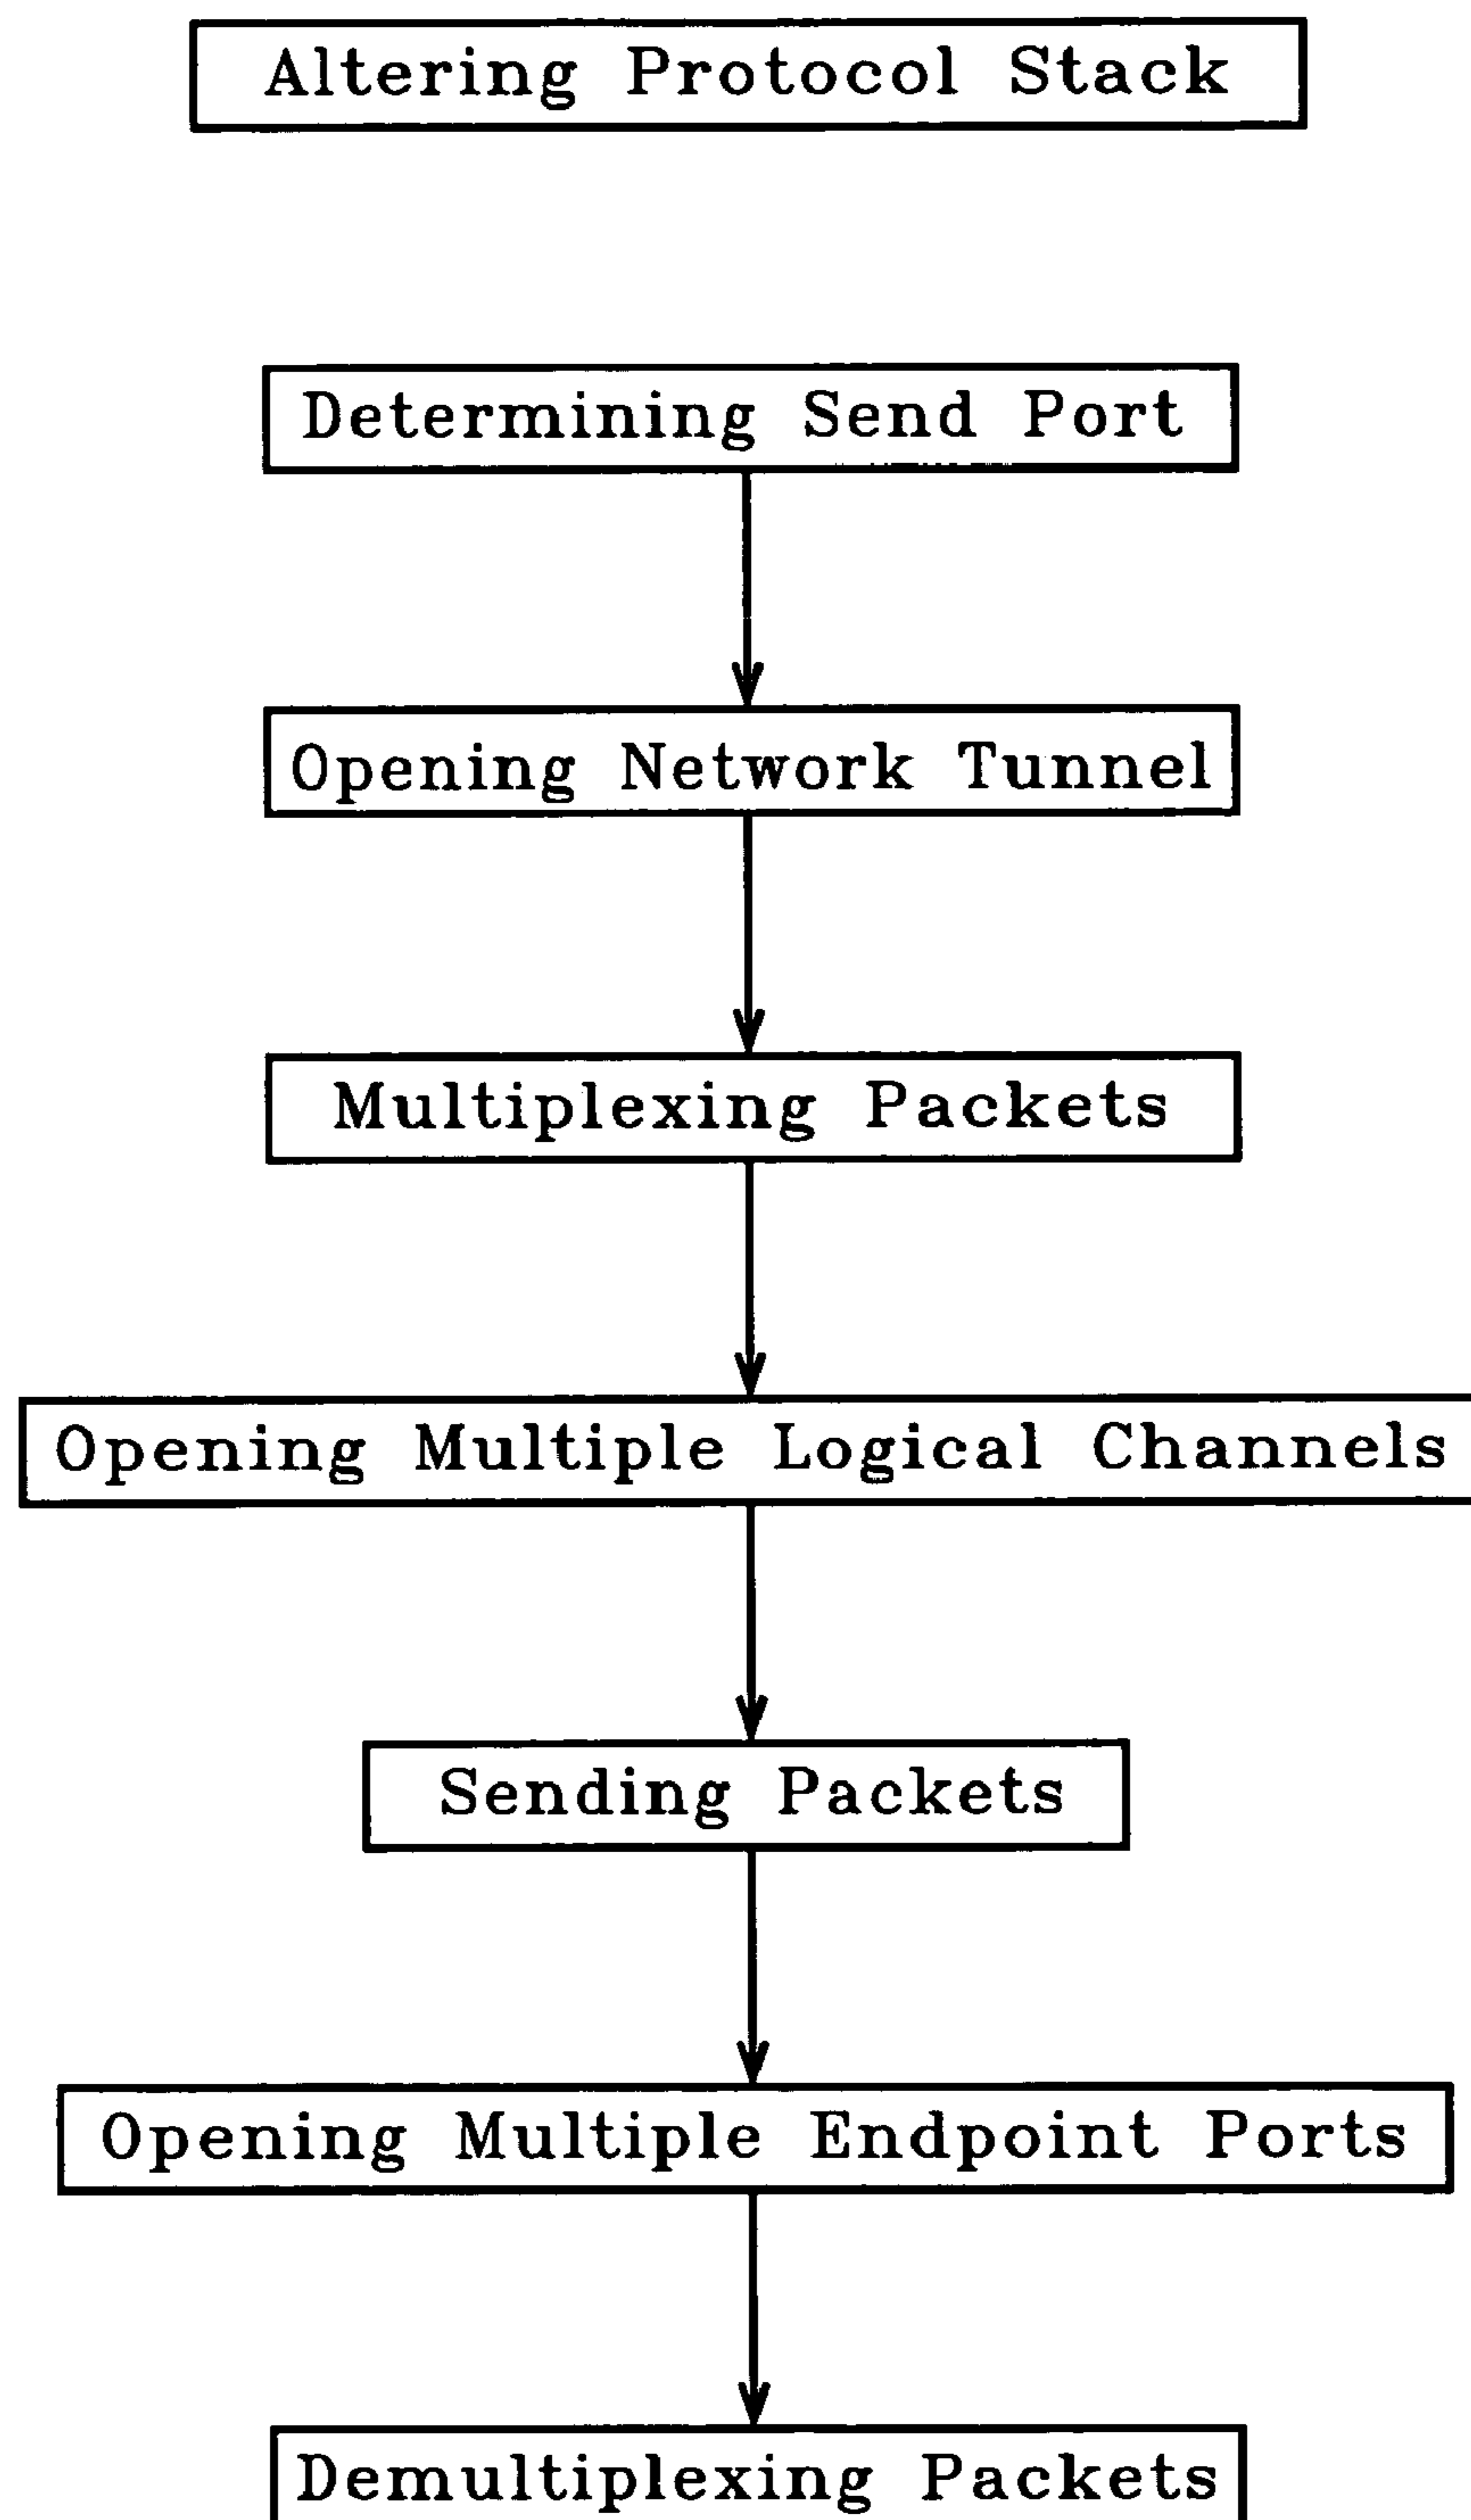 Altering Protocol Stack
Determining Send Port
Opening Network Tunnel
Multiplexing Packets
Opening Multiple Logical Channels
Sending Packets
Opening Multiple Endpoint Ports
Demultiplexing Packets